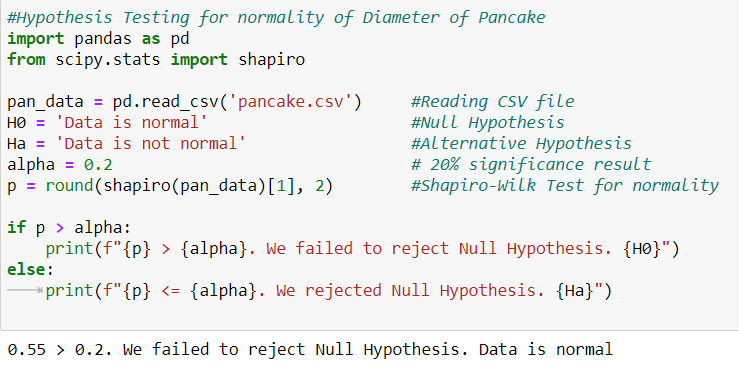 #Hypothesis Testing for normality of Diameter of Pancake
import pandas as pd
from scipy.stats import shapiro
pan_data = pd.read_csv('pancake.csv')     #Reading CSV file
H0 = 'Data is normal'                     #Null Hypothesis
Ha = 'Data is not normal'                 #Alternative Hypothesis
alpha = 0.2                               # 20% significance result
p = round(shapiro(pan_data)[1], 2)        #Shapiro-Wilk Test for normality
if p > alpha:
    print(f"{p} > {alpha}. We failed to reject Null Hypothesis. {H0}")
else:
    print(f"{p} <= {alpha}. We rejected Null Hypothesis. {Ha}")
0.55 > 0.2. We failed to reject Null Hypothesis. Data is normal